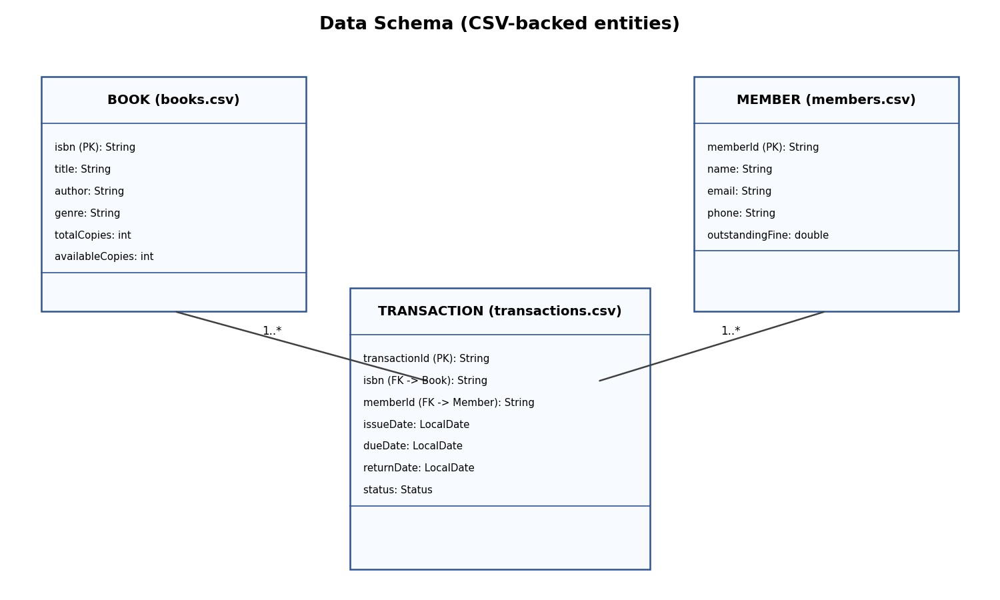 Data Schema (CSV-backed entities)
BOOK (books.csv)
isbn (PK): String
title: String
author: String
genre: String
totalCopies: int
availableCopies: int
MEMBER (members.csv)
memberId (PK): String
name: String
email: String
phone: String
outstandingFine: double
1..*
1..*
TRANSACTION (transactions.csv)
transactionId (PK): String
isbn (FK -> Book): String
memberId (FK -> Member): String
issueDate: LocalDate
dueDate: LocalDate
returnDate: LocalDate
status: Status